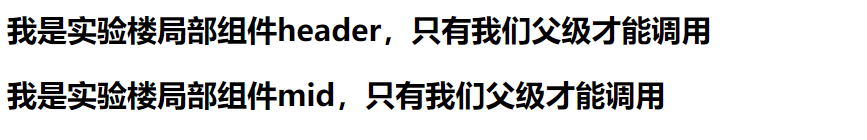 我是实验楼局部组件header，只有我们父级才能调用
我是实验楼局部组件mid，只有我们父级才能调用